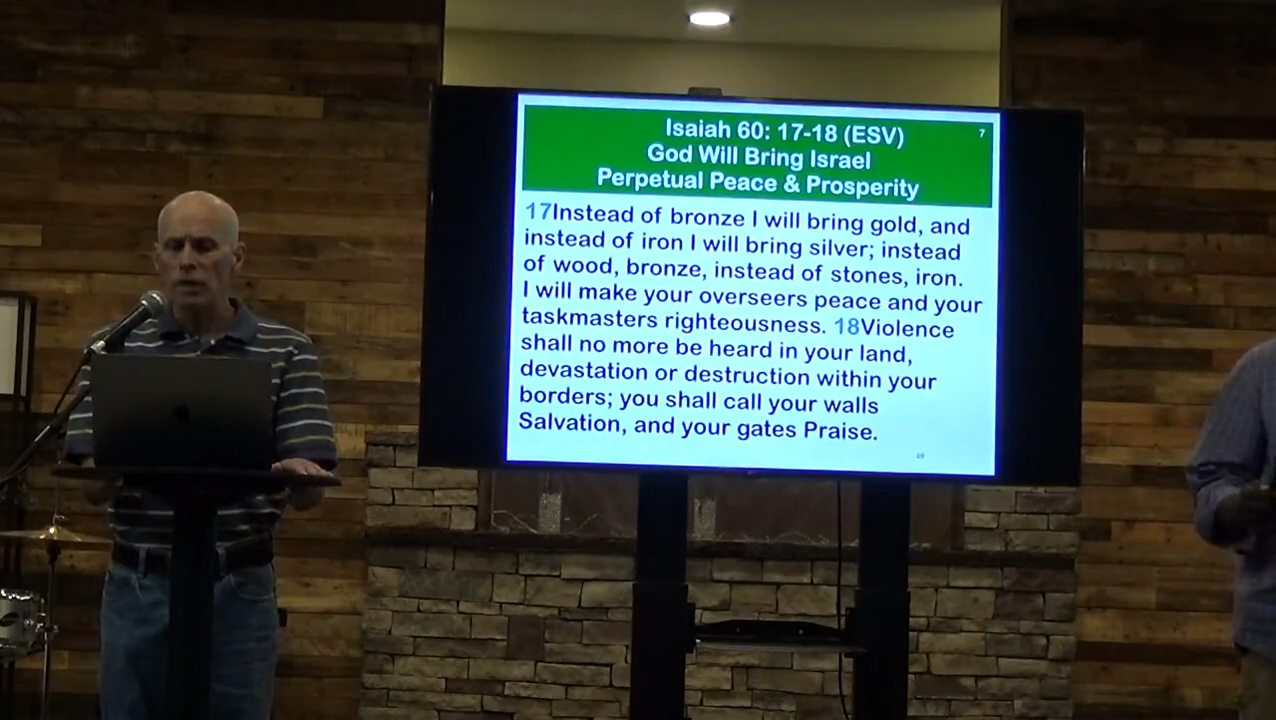 Isaiah 60: 17-18 (ESV)
7
God Will Bring Israel
Perpetual Peace & Prosperity
17Instead of bronze I will bring gold, and
instead of iron I will bring silver; instead
of wood, bronze, instead of stones, iron.
I will make your overseers peace and your
taskmasters righteousness. 18Violence
shall no more be heard in your land,
devastation or destruction within your
borders; you shall call your walls
Salvation, and your gates Praise.